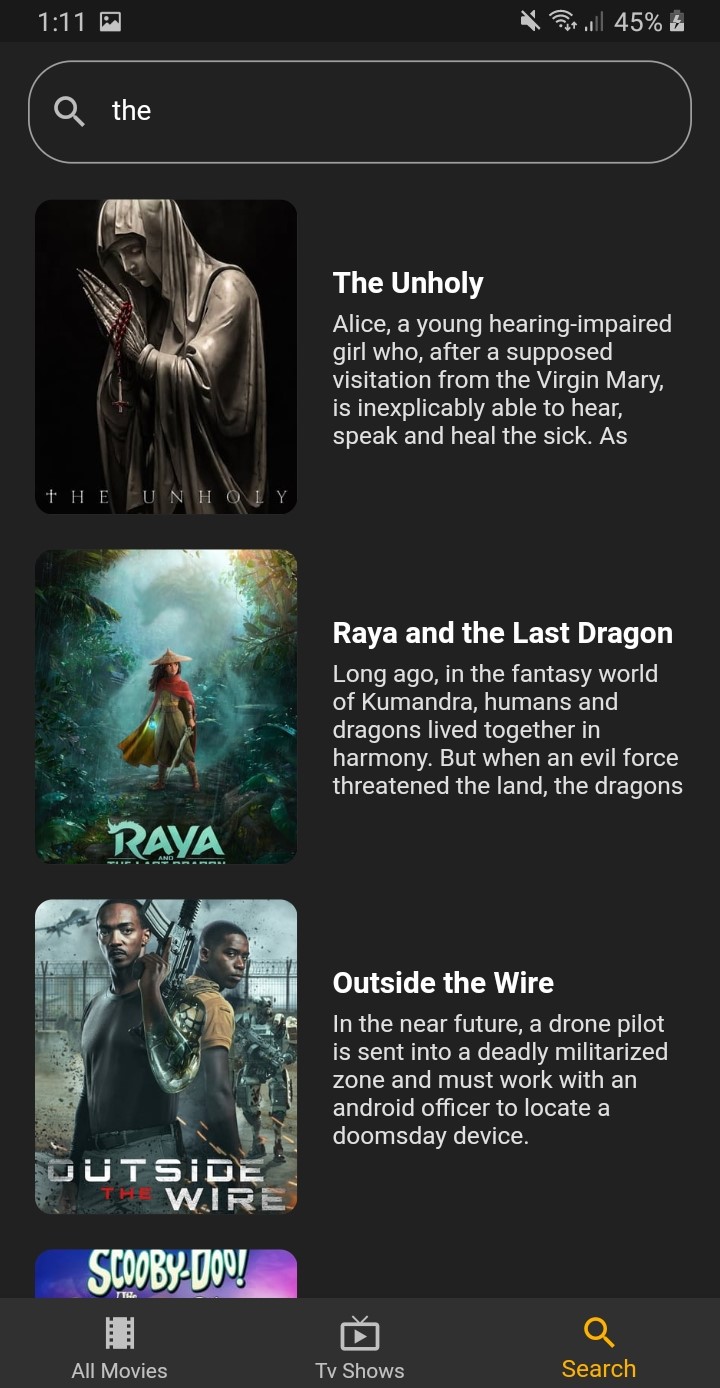 1:11
45%
the
THE UNHOLY
The Unholy
Alice, a young hearing-impaired
girl who, after a supposed
visitation from the Virgin Mary,
is inexplicably able to hear,
speak and heal the sick. As
RAYA
AND
THE LAST DRAGON
Raya and the Last Dragon
Long ago, in the fantasy world
of Kumandra, humans and
dragons lived together in
harmony. But when an evil force
threatened the land, the dragons
OUTSIDE
THE WIRE
Outside the Wire
In the near future, a drone pilot
is sent into a deadly militarized
zone and must work with an
android officer to locate a
doomsday device.
SCOOBY-DOO!
All Movies
Tv Shows
Search